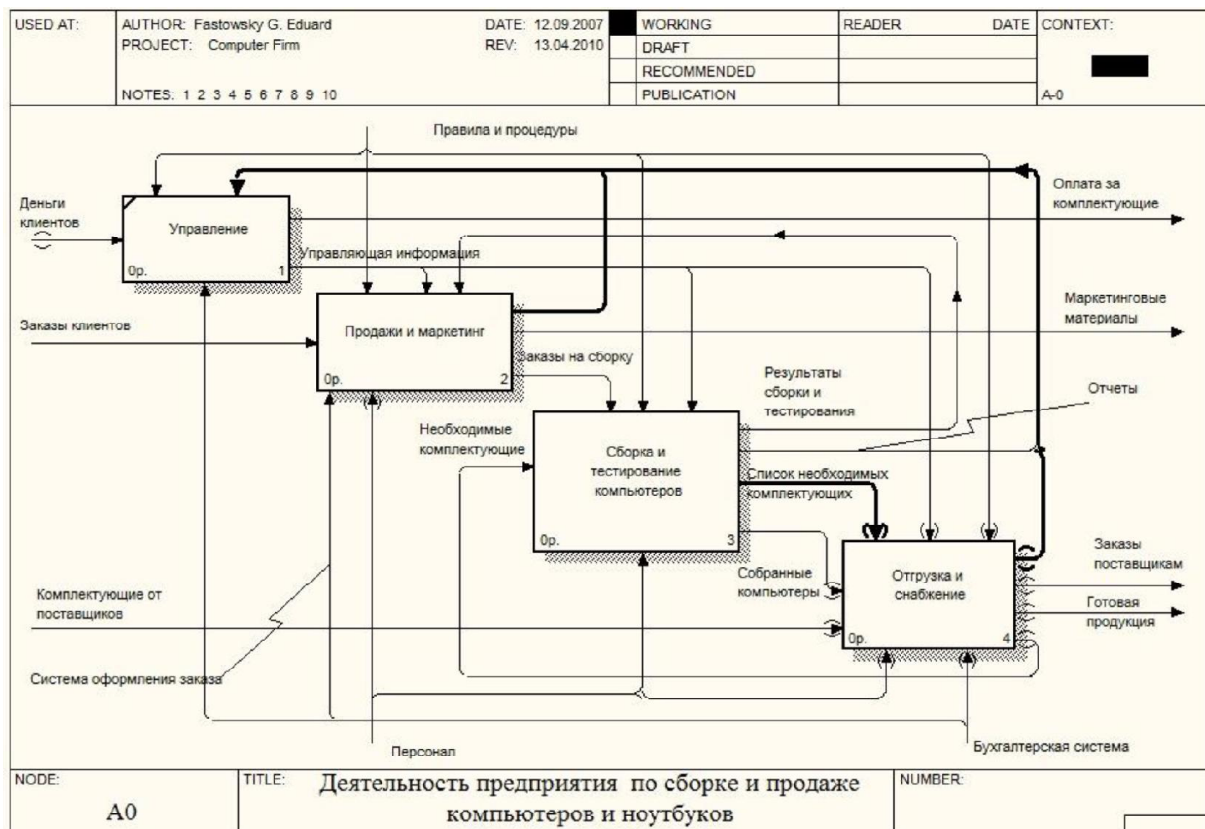 USED AT:
AUTHOR: Fastowsky G. Eduard
DATE: 12.09.2007
WORKING
READER
DATE
CONTEXT:
PROJECT: Computer Firm
REV: 13.04.2010
DRAFT
RECOMMENDED
NOTES: 1 2 3 4 5 6 7 8 9 10
PUBLICATION
A-0
Правила и процедуры
Деньги
клиентов
Управление
0р.
1
Оплата за
комплектующие
Управляющая информация
Заказы клиентов
Продажи и маркетинг
0р.
2
Маркетинговые
материалы
Заказы на сборку
Результаты
сборки и
тестирования
Отчеты
Необходимые
комплектующие
Сборка и
тестирование
компьютеров
0р.
3
Список необходимых
комплектующих
Собранные
компьютеры
Отгрузка и
снабжение
0р.
4
Заказы
поставщикам
Готовая
продукция
Комплектующие от
поставщиков
Система оформления заказа
Персонал
Бухгалтерская система
NODE:
A0
TITLE:
Деятельность предприятия по сборке и продаже
компьютеров и ноутбуков
NUMBER: